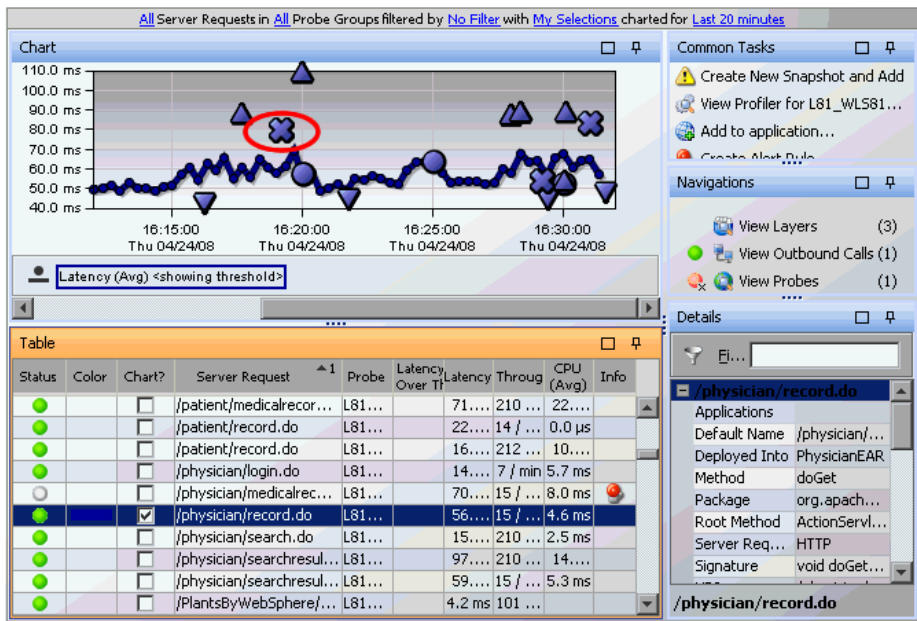 All Server Requests in All Probe Groups filtered by No Filter with My Selections charted for Last 20 minutes
Chart
110.0 ms
100.0 ms
90.0 ms
80.0 ms
70.0 ms
60.0 ms
50.0 ms
40.0 ms
16:15:00 16:20:00 16:25:00 16:30:00
Thu 04/24/08 Thu 04/24/08 Thu 04/24/08 Thu 04/24/08
Latency (Avg) <showing threshold>
Table
Status Color Chart? Server Request 1 Probe Latency Over Th Latency Throug CPU (Avg) Info
/patient/medicalrecor... L81... 71.... 210 ... 22....
/patient/record.do L81... 22.... 14 / ... 0.0 µs
/patient/record.do L81... 16.... 212 ... 10....
/physician/login.do L81... 14.... 7 / min 5.7 ms
/physician/medicalrec... L81... 70.... 15 / ... 8.0 ms
/physician/record.do L81... 56.... 15 / ... 4.6 ms
/physician/search.do L81... 15.... 210 ... 2.5 ms
/physician/searchresul... L81... 97.... 210 ... 14....
/physician/searchresul... L81... 59.... 15 / ... 5.3 ms
/PlantsByWebSphere/... L81... 4.2 ms 101 ...
Common Tasks
Create New Snapshot and Add
View Profiler for L81_WLS81...
Add to application...
Create Alert Rule
Navigations
View Layers (3)
View Outbound Calls (1)
View Probes (1)
Details
Fi...
/physician/record.do
Applications
Default Name /physician/...
Deployed Into PhysicianEAR
Method doGet
Package org.apach...
Root Method ActionServl...
Server Req... HTTP
Signature void doGet...
/physician/record.do